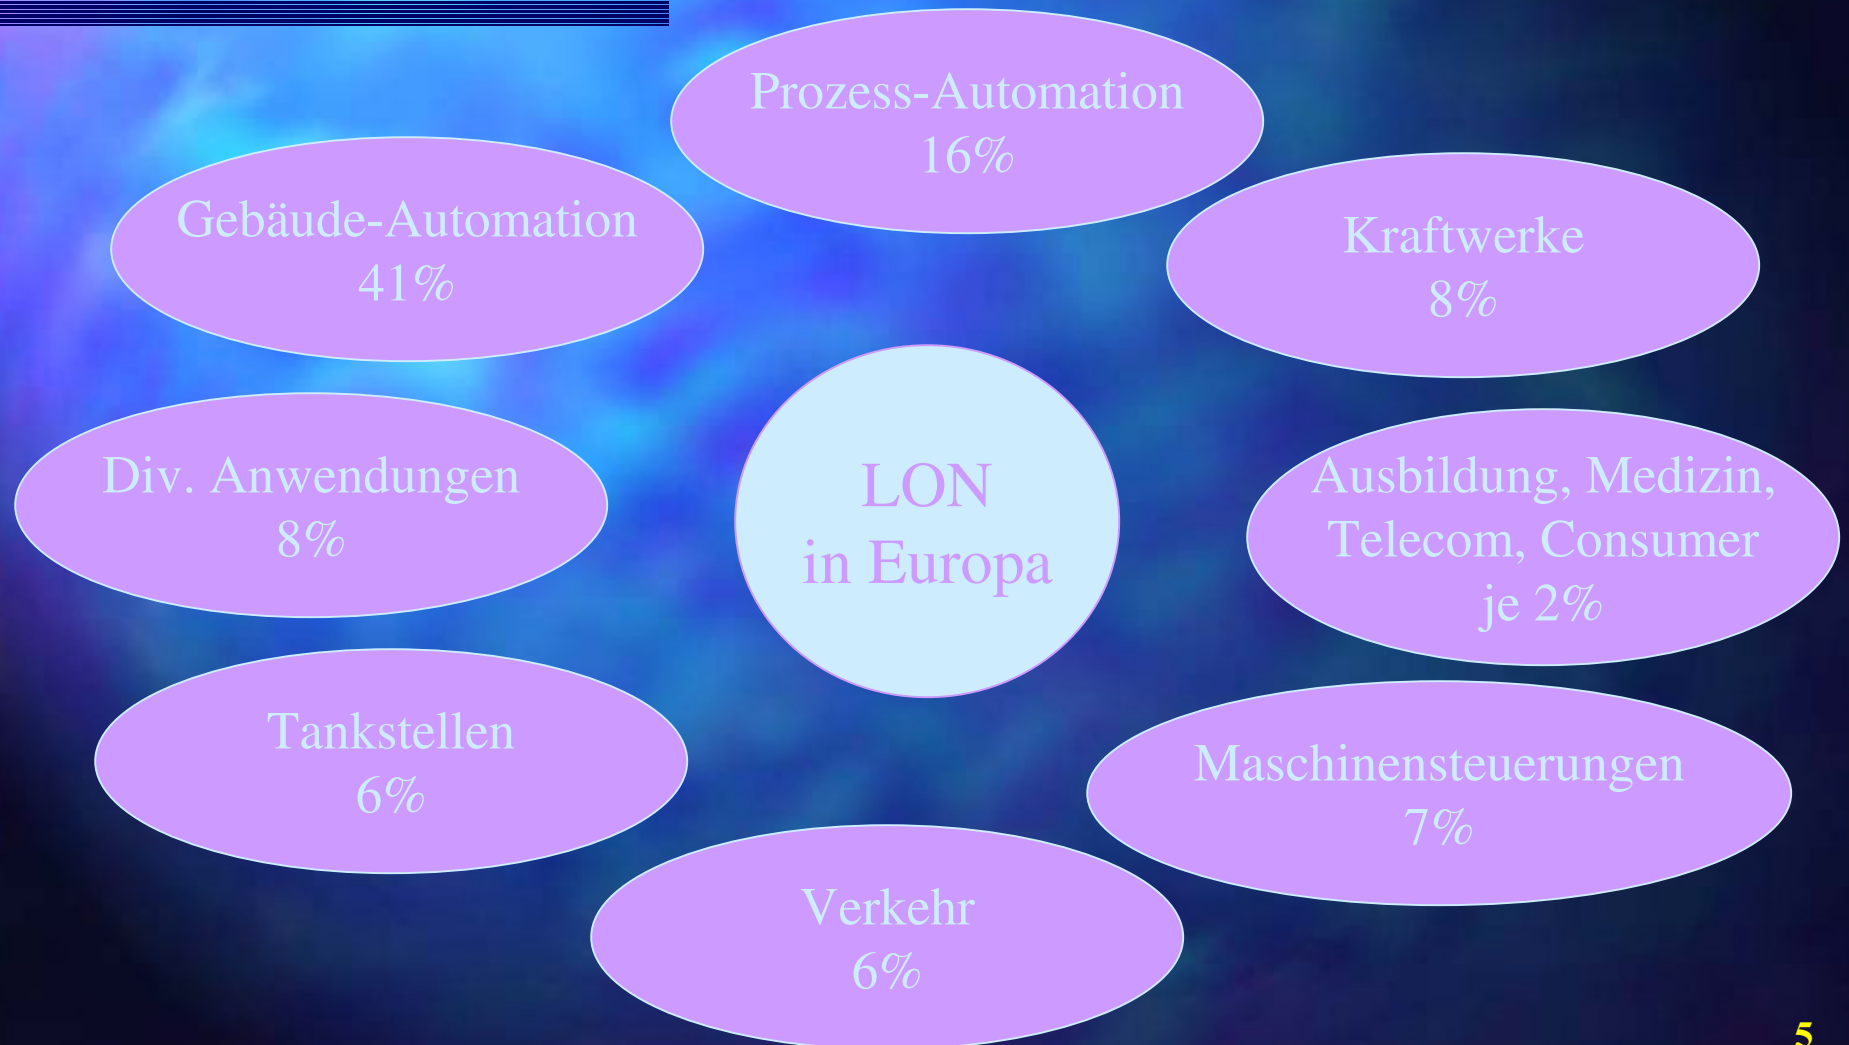 Prozess-Automation
16%
Gebäude-Automation
41%
Kraftwerke
8%
LON
in Europa
Div. Anwendungen
8%
Ausbildung, Medizin,
Telecom, Consumer
je 2%
Tankstellen
6%
Maschinensteuerungen
7%
Verkehr
6%
5